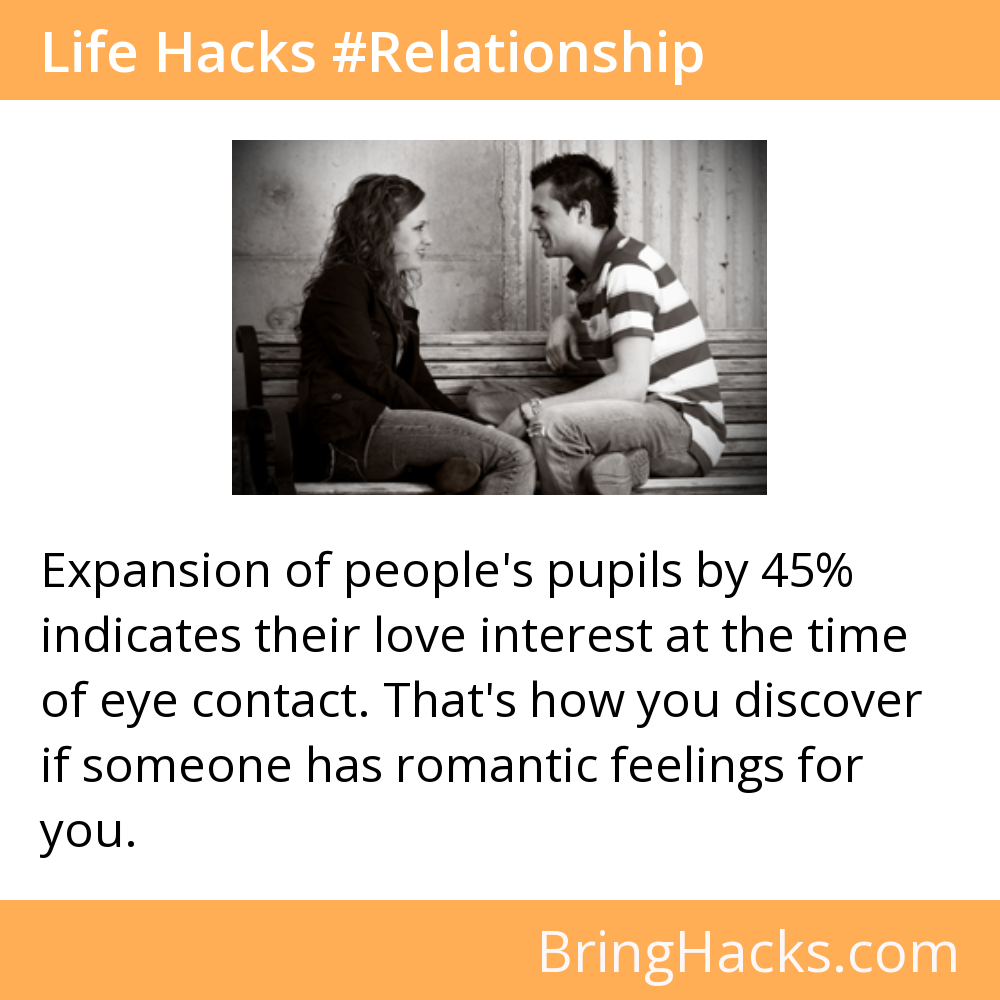 Life Hacks #Relationship
Expansion of people's pupils by 45%
indicates their love interest at the time
of eye contact. That's how you discover
if someone has romantic feelings for
you.
BringHacks.com